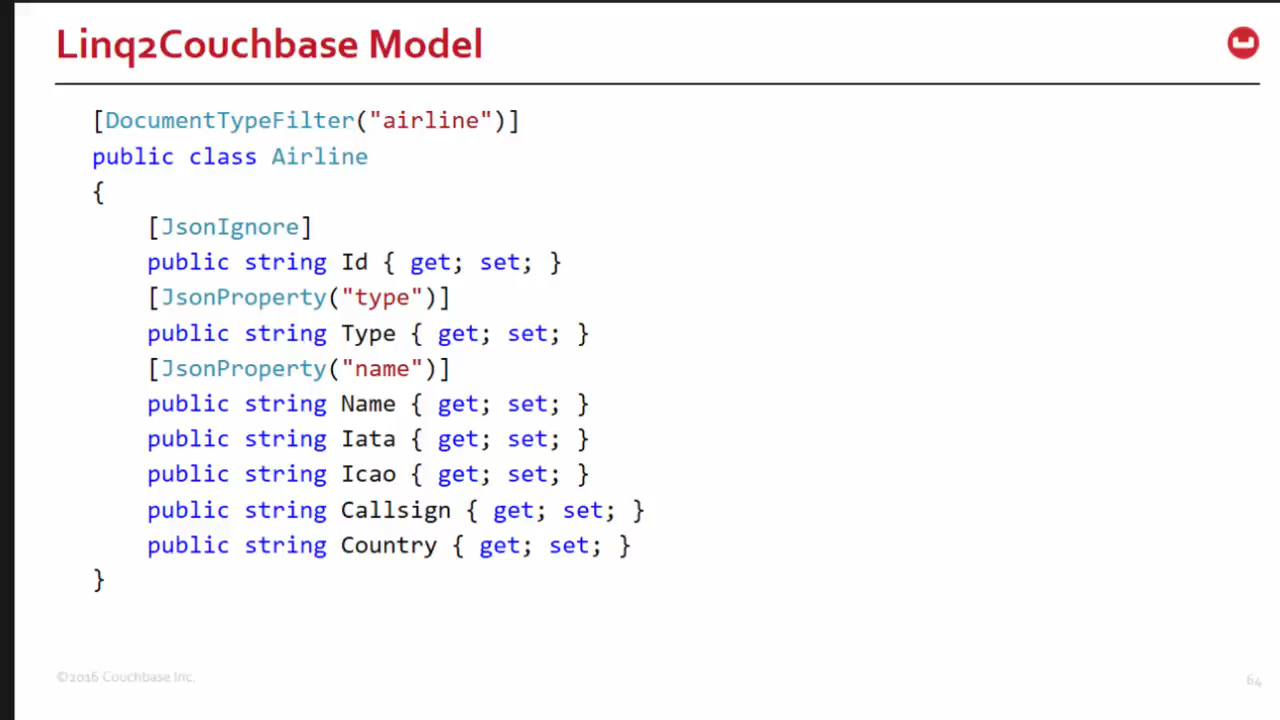 Linq2Couchbase Model
[DocumentTypeFilter("airline")]
public class Airline
{
[JsonIgnore]
public string Id { get; set; }
[JsonProperty("type")]
public string Type { get; set; }
[JsonProperty("name")]
public string Name { get; set; }
public string Iata { get; set; }
public string Icao { get; set; }
public string Callsign { get; set; }
public string Country { get; set; }
}
©2016 Couchbase Inc.
64